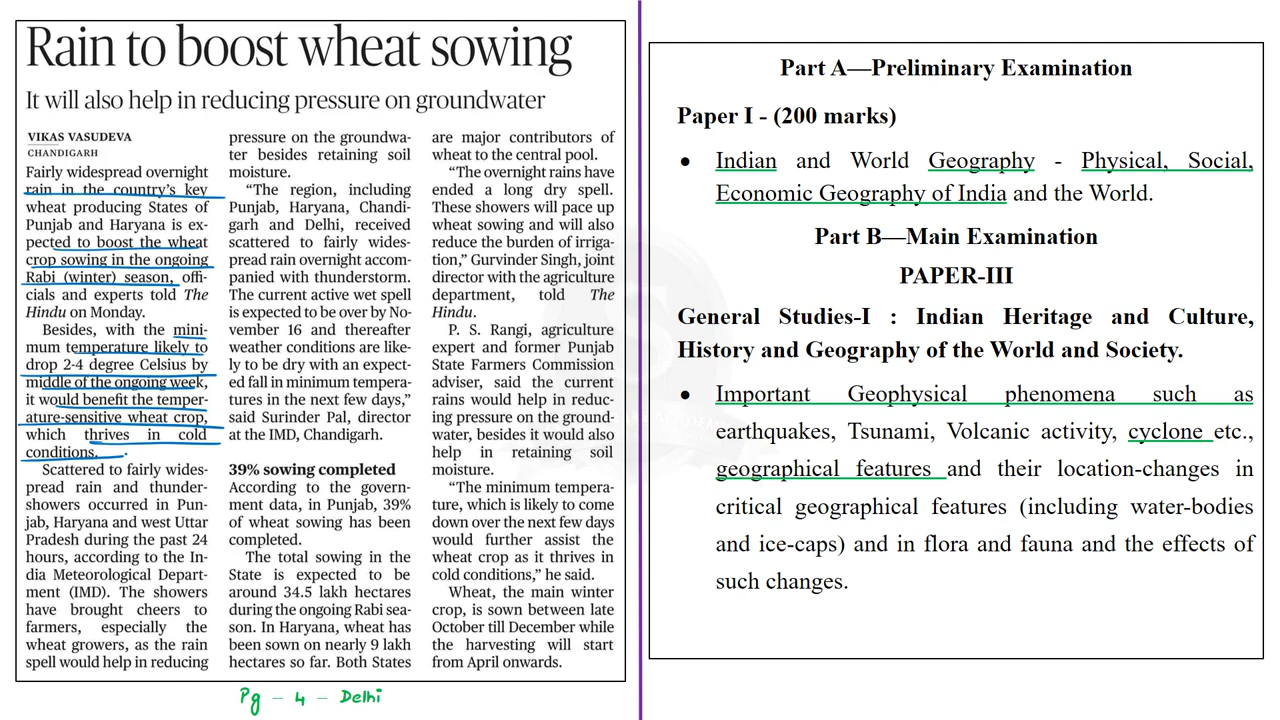 Rain to boost wheat sowing
It will also help in reducing pressure on groundwater
VIKAS VASUDEVA
CHANDIGARH
Fairly widespread overnight
rain in the country's key
wheat producing States of
Punjab and Haryana is ex-
pected to boost the wheat
crop sowing in the ongoing
Rabi (winter) season, offi-
cials and experts told The
Hindu on Monday.
Besides, with the mini-
mum temperature likely to
drop 2-4 degree Celsius by
middle of the ongoing week,
it would benefit the temper-
ature-sensitive wheat crop,
which thrives in cold
conditions.
Scattered to fairly wides-
pread rain and thunder-
showers occurred in Pun-
jab, Haryana and west Uttar
Pradesh during the past 24
hours, according to the In-
dia Meteorological Depart-
ment (IMD). The showers
have brought cheers to
farmers, especially the
wheat growers, as the rain
spell would help in reducing
pressure on the groundwa-
ter besides retaining soil
moisture.
"The region, including
Punjab, Haryana, Chandi-
garh and Delhi, received
scattered to fairly wides-
pread rain overnight accom-
panied with thunderstorm.
The current active wet spell
is expected to be over by No-
vember 16 and thereafter
weather conditions are like-
ly to be dry with an expect-
ed fall in minimum tempera-
tures in the next few days,"
said Surinder Pal, director
at the IMD, Chandigarh.
39% sowing completed
According to the govern-
ment data, in Punjab, 39%
of wheat sowing has been
completed.
The total sowing in the
State is expected to be
around 34.5 lakh hectares
during the ongoing Rabi sea-
son. In Haryana, wheat has
been sown on nearly 9 lakh
hectares so far. Both States
are major contributors of
wheat to the central pool.
"The overnight rains have
ended a long dry spell.
These showers will pace up
wheat sowing and will also
reduce the burden of irriga-
tion," Gurvinder Singh, joint
director with the agriculture
department, told The
Hindu.
P. S. Rangi, agriculture
expert and former Punjab
State Farmers Commission
adviser, said the current
rains would help in reduc-
ing pressure on the ground-
water, besides it would also
help in retaining soil
moisture.
"The minimum tempera-
ture, which is likely to come
down over the next few days
would further assist the
wheat crop as it thrives in
cold conditions," he said.
Wheat, the main winter
crop, is sown between late
October till December while
the harvesting will start
from April onwards.
Pg - 4 - Delhi
Part A—Preliminary Examination
Paper I - (200 marks)
● Indian and World Geography - Physical, Social,
Economic Geography of India and the World.
Part B—Main Examination
PAPER-III
General Studies-I : Indian Heritage and Culture,
History and Geography of the World and Society.
● Important Geophysical phenomena such as
earthquakes, Tsunami, Volcanic activity, cyclone etc.,
geographical features and their location-changes in
critical geographical features (including water-bodies
and ice-caps) and in flora and fauna and the effects of
such changes.